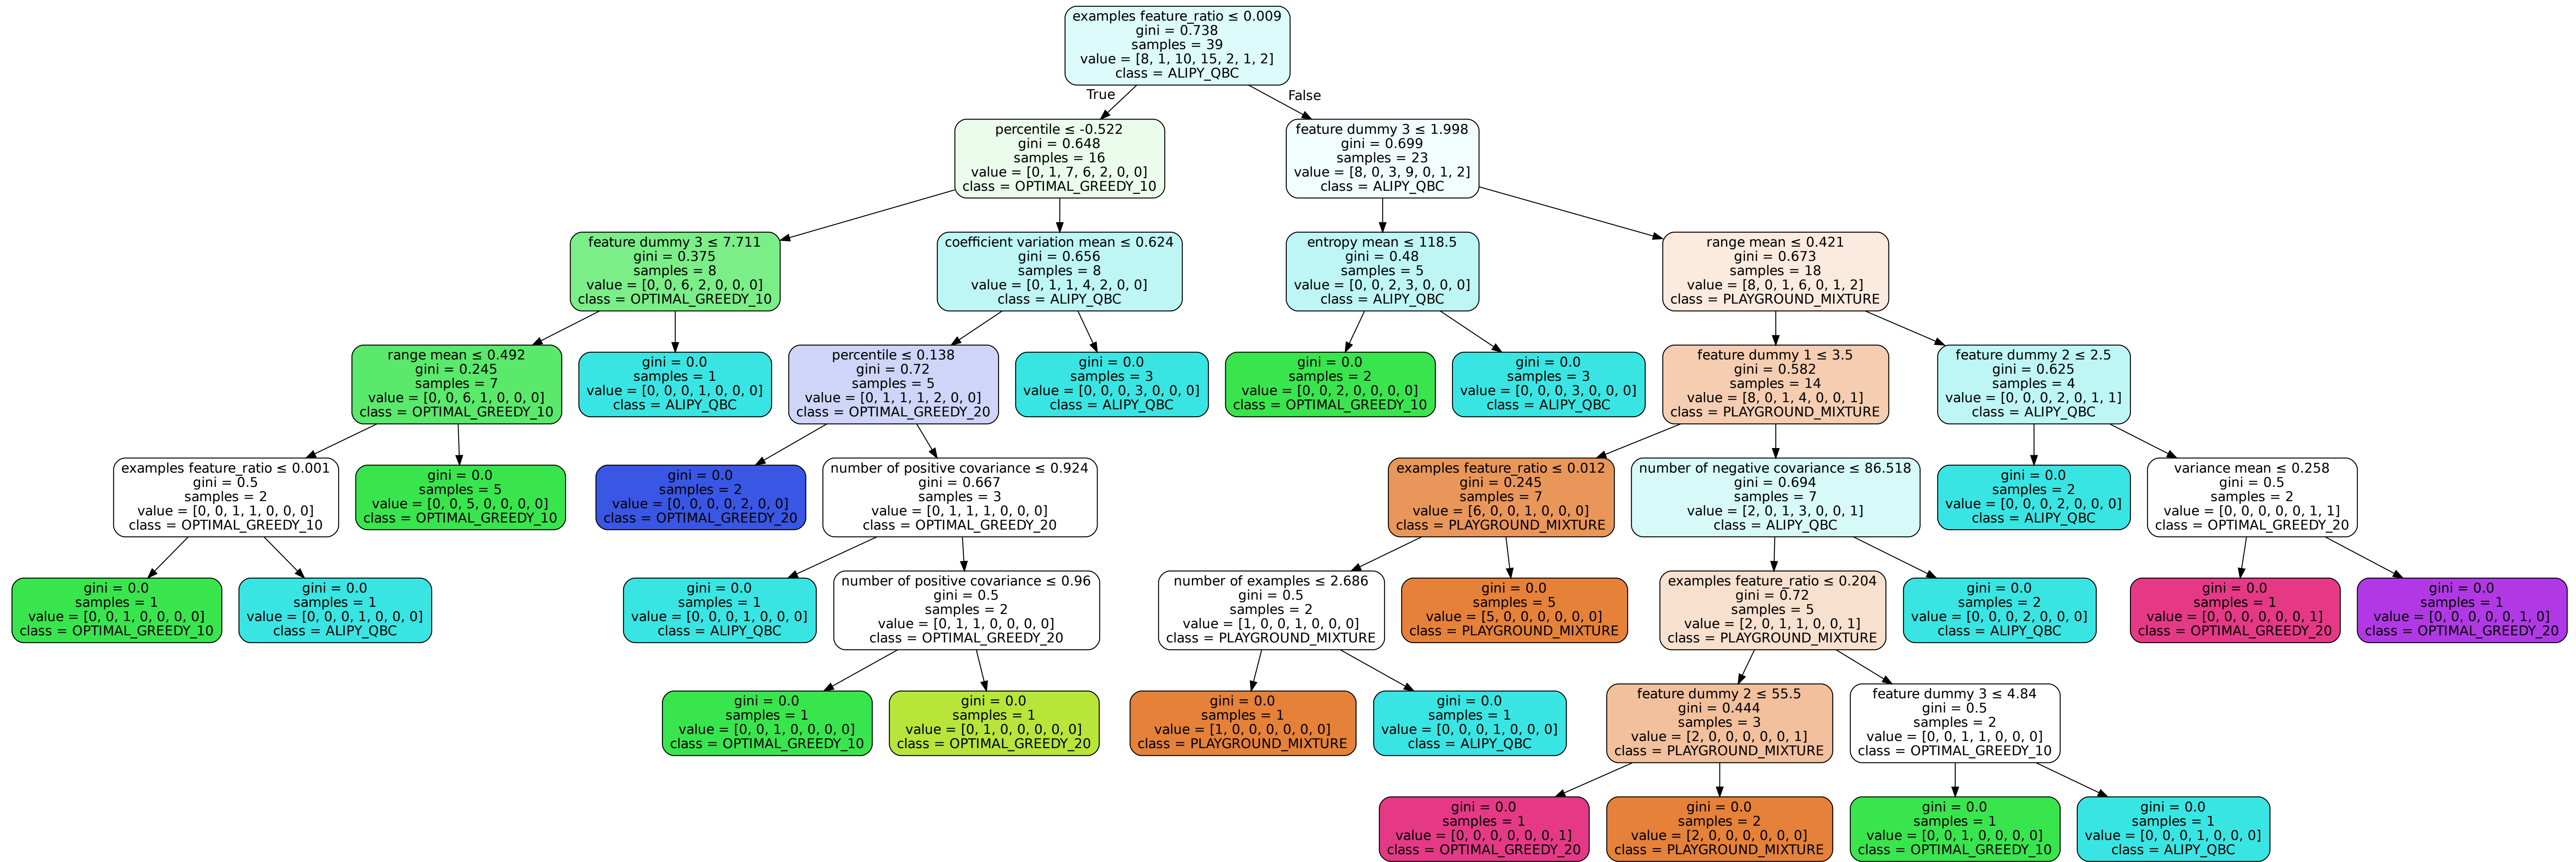 examples feature_ratio ≤ 0.009
gini = 0.738
samples = 39
value = [8, 1, 10, 15, 2, 1, 2]
class = ALIPY_QBC
True
False
percentile ≤ -0.522
gini = 0.648
samples = 16
value = [0, 1, 7, 6, 2, 0, 0]
class = OPTIMAL_GREEDY_10
feature dummy 3 ≤ 1.998
gini = 0.699
samples = 23
value = [8, 0, 3, 9, 0, 1, 2]
class = ALIPY_QBC
feature dummy 3 ≤ 7.711
gini = 0.375
samples = 8
value = [0, 0, 6, 2, 0, 0, 0]
class = OPTIMAL_GREEDY_10
coefficient variation mean ≤ 0.624
gini = 0.656
samples = 8
value = [0, 1, 1, 4, 2, 0, 0]
class = ALIPY_QBC
entropy mean ≤ 118.5
gini = 0.48
samples = 5
value = [0, 0, 2, 3, 0, 0, 0]
class = ALIPY_QBC
range mean ≤ 0.421
gini = 0.673
samples = 18
value = [8, 0, 1, 6, 0, 1, 2]
class = PLAYGROUND_MIXTURE
range mean ≤ 0.492
gini = 0.245
samples = 7
value = [0, 0, 6, 1, 0, 0, 0]
class = OPTIMAL_GREEDY_10
gini = 0.0
samples = 1
value = [0, 0, 0, 1, 0, 0, 0]
class = ALIPY_QBC
percentile ≤ 0.138
gini = 0.72
samples = 5
value = [0, 1, 1, 1, 2, 0, 0]
class = OPTIMAL_GREEDY_20
gini = 0.0
samples = 3
value = [0, 0, 0, 3, 0, 0, 0]
class = ALIPY_QBC
gini = 0.0
samples = 2
value = [0, 0, 2, 0, 0, 0, 0]
class = OPTIMAL_GREEDY_10
gini = 0.0
samples = 3
value = [0, 0, 0, 3, 0, 0, 0]
class = ALIPY_QBC
feature dummy 1 ≤ 3.5
gini = 0.582
samples = 14
value = [8, 0, 1, 4, 0, 0, 1]
class = PLAYGROUND_MIXTURE
feature dummy 2 ≤ 2.5
gini = 0.625
samples = 4
value = [0, 0, 0, 2, 0, 1, 1]
class = ALIPY_QBC
examples feature_ratio ≤ 0.001
gini = 0.5
samples = 2
value = [0, 0, 1, 1, 0, 0, 0]
class = OPTIMAL_GREEDY_10
gini = 0.0
samples = 5
value = [0, 0, 5, 0, 0, 0, 0]
class = OPTIMAL_GREEDY_10
gini = 0.0
samples = 2
value = [0, 0, 0, 0, 2, 0, 0]
class = OPTIMAL_GREEDY_20
number of positive covariance ≤ 0.924
gini = 0.667
samples = 3
value = [0, 1, 1, 1, 0, 0, 0]
class = OPTIMAL_GREEDY_20
examples feature_ratio ≤ 0.012
gini = 0.245
samples = 7
value = [6, 0, 0, 1, 0, 0, 0]
class = PLAYGROUND_MIXTURE
number of negative covariance ≤ 86.518
gini = 0.694
samples = 7
value = [2, 0, 1, 3, 0, 0, 1]
class = ALIPY_QBC
gini = 0.0
samples = 2
value = [0, 0, 0, 2, 0, 0, 0]
class = ALIPY_QBC
variance mean ≤ 0.258
gini = 0.5
samples = 2
value = [0, 0, 0, 0, 0, 1, 1]
class = OPTIMAL_GREEDY_20
gini = 0.0
samples = 1
value = [0, 0, 1, 0, 0, 0, 0]
class = OPTIMAL_GREEDY_10
gini = 0.0
samples = 1
value = [0, 0, 0, 1, 0, 0, 0]
class = ALIPY_QBC
gini = 0.0
samples = 1
value = [0, 0, 0, 1, 0, 0, 0]
class = ALIPY_QBC
number of positive covariance ≤ 0.96
gini = 0.5
samples = 2
value = [0, 1, 1, 0, 0, 0, 0]
class = OPTIMAL_GREEDY_20
number of examples ≤ 2.686
gini = 0.5
samples = 2
value = [1, 0, 0, 1, 0, 0, 0]
class = PLAYGROUND_MIXTURE
gini = 0.0
samples = 5
value = [5, 0, 0, 0, 0, 0, 0]
class = PLAYGROUND_MIXTURE
examples feature_ratio ≤ 0.204
gini = 0.72
samples = 5
value = [2, 0, 1, 1, 0, 0, 1]
class = PLAYGROUND_MIXTURE
gini = 0.0
samples = 2
value = [0, 0, 0, 2, 0, 0, 0]
class = ALIPY_QBC
gini = 0.0
samples = 1
value = [0, 0, 0, 0, 0, 0, 1]
class = OPTIMAL_GREEDY_20
gini = 0.0
samples = 1
value = [0, 0, 0, 0, 0, 1, 0]
class = OPTIMAL_GREEDY_20
gini = 0.0
samples = 1
value = [0, 0, 1, 0, 0, 0, 0]
class = OPTIMAL_GREEDY_10
gini = 0.0
samples = 1
value = [0, 1, 0, 0, 0, 0, 0]
class = OPTIMAL_GREEDY_20
gini = 0.0
samples = 1
value = [1, 0, 0, 0, 0, 0, 0]
class = PLAYGROUND_MIXTURE
gini = 0.0
samples = 1
value = [0, 0, 0, 1, 0, 0, 0]
class = ALIPY_QBC
feature dummy 2 ≤ 55.5
gini = 0.444
samples = 3
value = [2, 0, 0, 0, 0, 0, 1]
class = PLAYGROUND_MIXTURE
feature dummy 3 ≤ 4.84
gini = 0.5
samples = 2
value = [0, 0, 1, 1, 0, 0, 0]
class = OPTIMAL_GREEDY_10
gini = 0.0
samples = 1
value = [0, 0, 0, 0, 0, 0, 1]
class = OPTIMAL_GREEDY_20
gini = 0.0
samples = 2
value = [2, 0, 0, 0, 0, 0, 0]
class = PLAYGROUND_MIXTURE
gini = 0.0
samples = 1
value = [0, 0, 1, 0, 0, 0, 0]
class = OPTIMAL_GREEDY_10
gini = 0.0
samples = 1
value = [0, 0, 0, 1, 0, 0, 0]
class = ALIPY_QBC